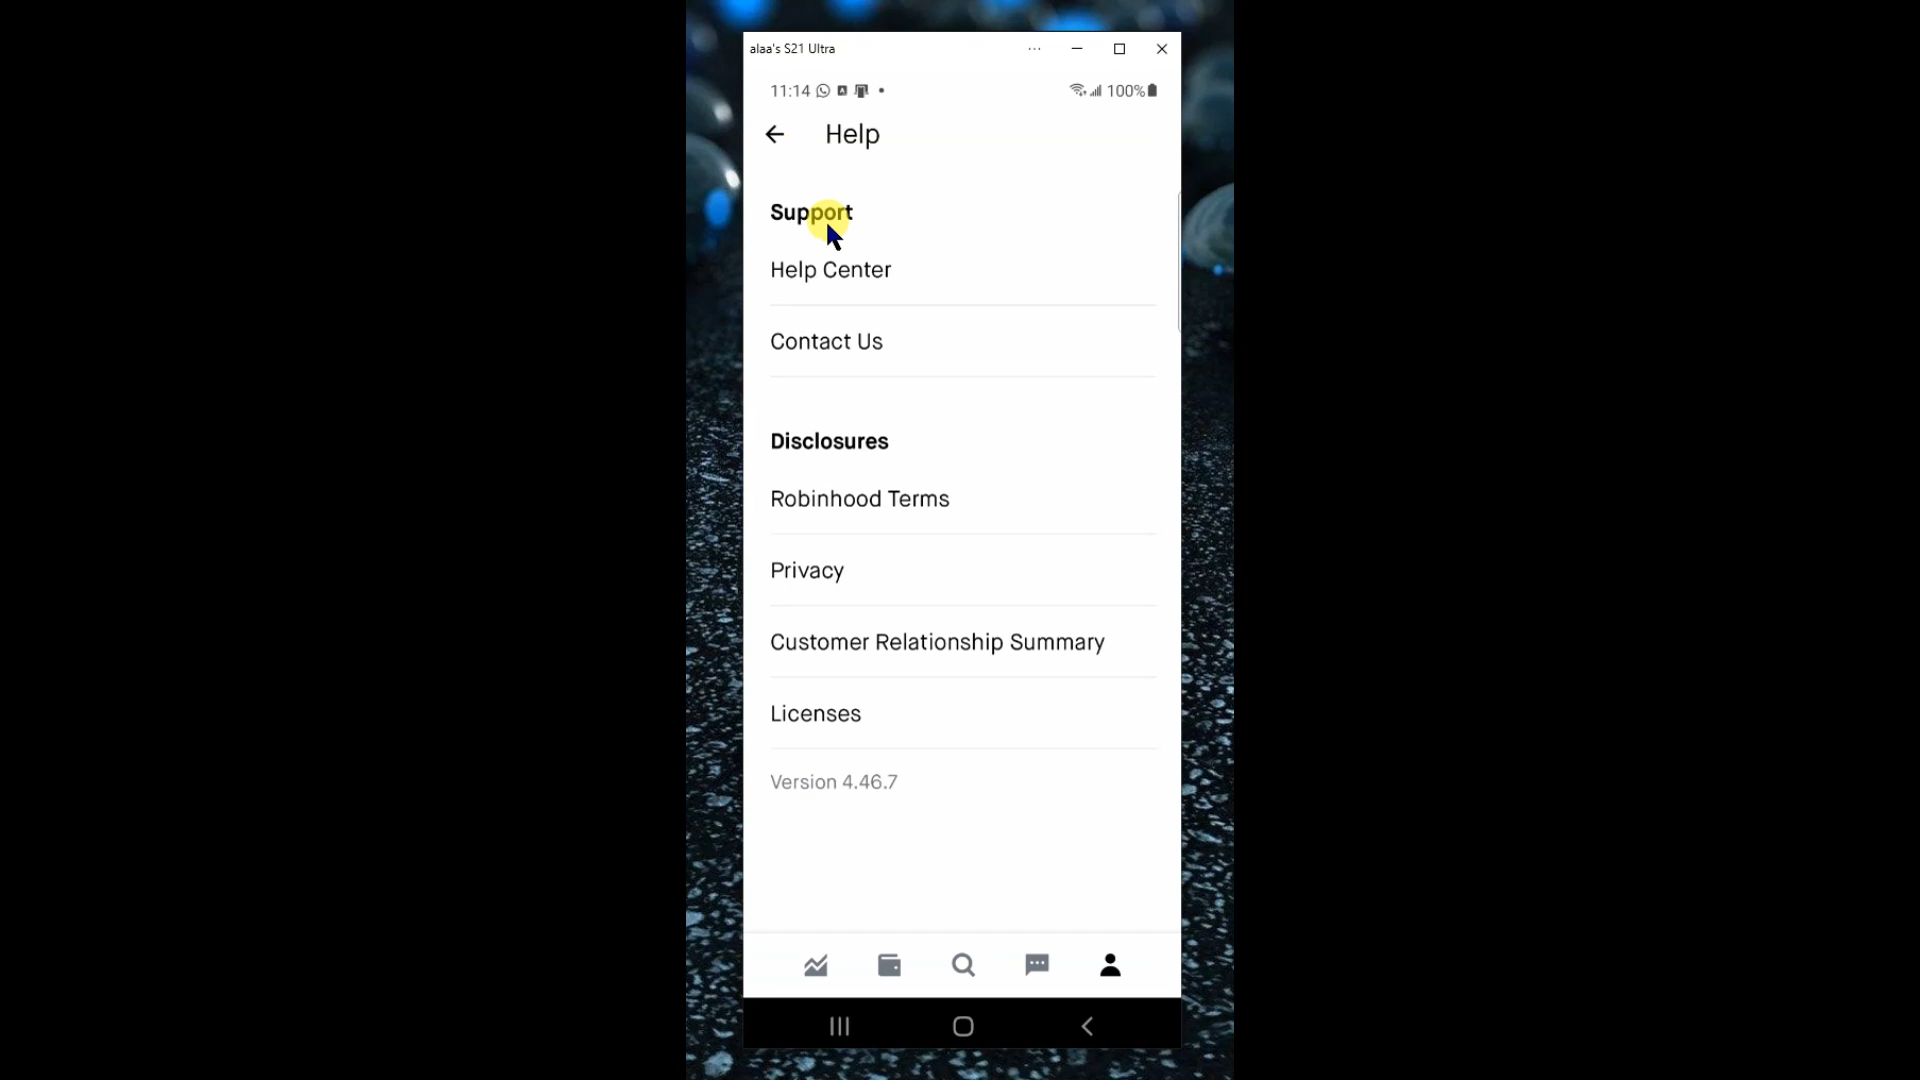 alaa's S21 Ultra
11:14
100%
Help
Support
Help Center
Contact Us
Disclosures
Robinhood Terms
Privacy
Customer Relationship Summary
Licenses
Version 4.46.7